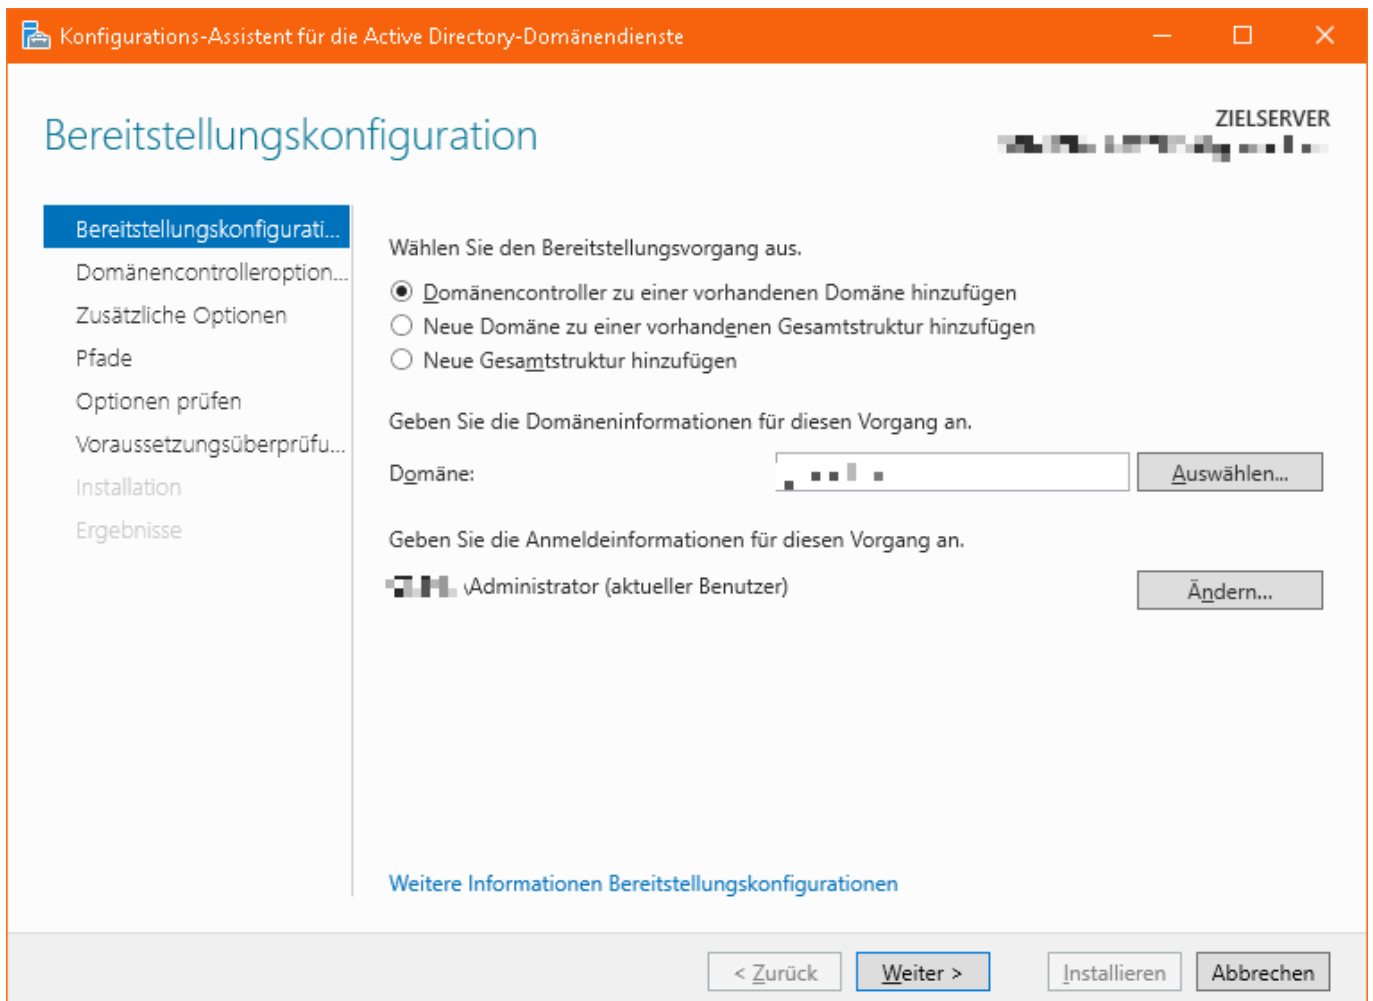 Konfigurations-Assistent für die Active Directory-Domänendienste
Bereitstellungskonfiguration
ZIELSERVER
Bereitstellungskonfigurati...
Domänencontrolleroption...
Zusätzliche Optionen
Pfade
Optionen prüfen
Voraussetzungsüberprüfu...
Installation
Ergebnisse
Wählen Sie den Bereitstellungsvorgang aus.
Domänencontroller zu einer vorhandenen Domäne hinzufügen
Neue Domäne zu einer vorhandenen Gesamtstruktur hinzufügen
Neue Gesamtstruktur hinzufügen
Geben Sie die Domäneninformationen für diesen Vorgang an.
Domäne:
Auswählen...
Geben Sie die Anmeldeinformationen für diesen Vorgang an.
\Administrator (aktueller Benutzer)
Ändern...
Weitere Informationen Bereitstellungskonfigurationen
< Zurück
Weiter >
Installieren
Abbrechen